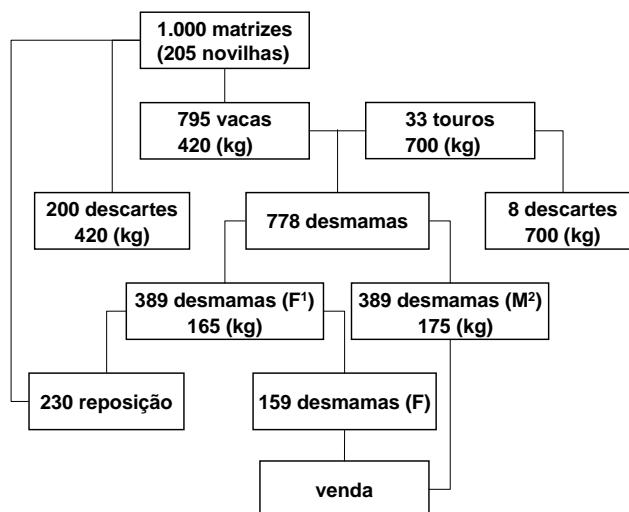 1.000 matrizes
(205 novilhas)
795 vacas
420 (kg)
33 touros
700 (kg)
200 descartes
420 (kg)
778 desmamas
8 descartes
700 (kg)
389 desmamas (F¹)
165 (kg)
389 desmamas (M²)
175 (kg)
230 reposição
159 desmamas (F)
venda